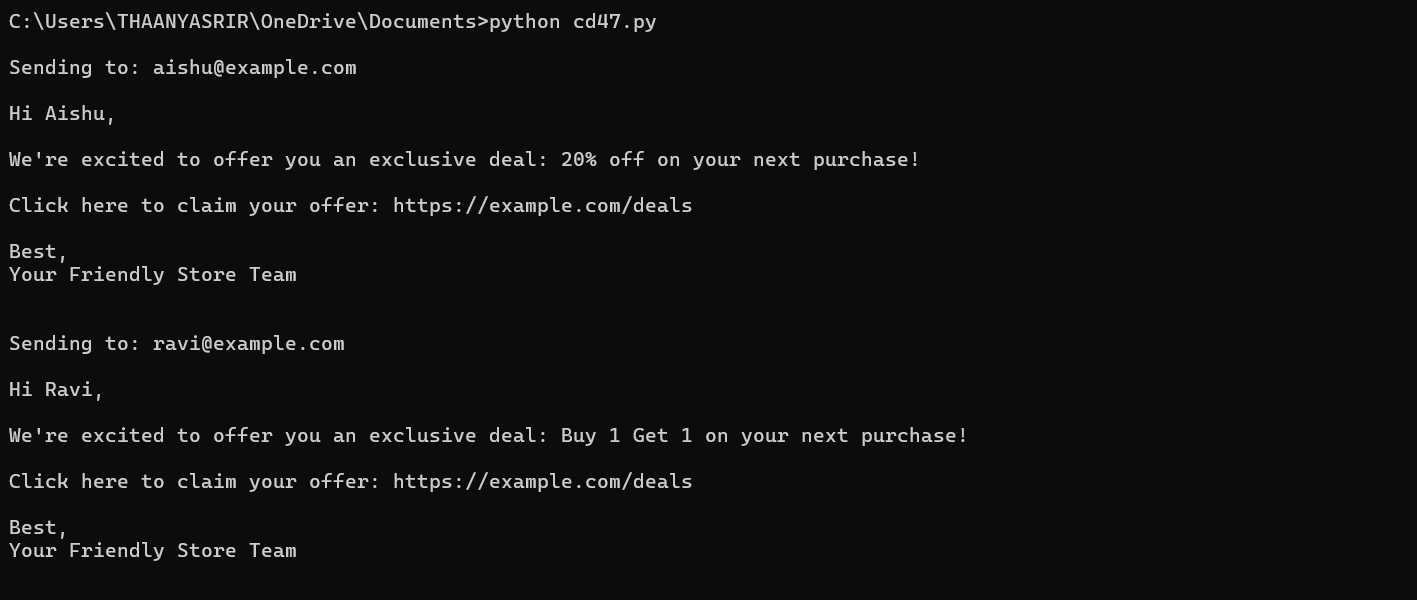 C:\Users\THAANYASRIR\OneDrive\Documents>python cd47.py
Sending to: aishu@example.com
Hi Aishu,
We're excited to offer you an exclusive deal: 20% off on your next purchase!
Click here to claim your offer: https://example.com/deals
Best,
Your Friendly Store Team
Sending to: ravi@example.com
Hi Ravi,
We're excited to offer you an exclusive deal: Buy 1 Get 1 on your next purchase!
Click here to claim your offer: https://example.com/deals
Best,
Your Friendly Store Team